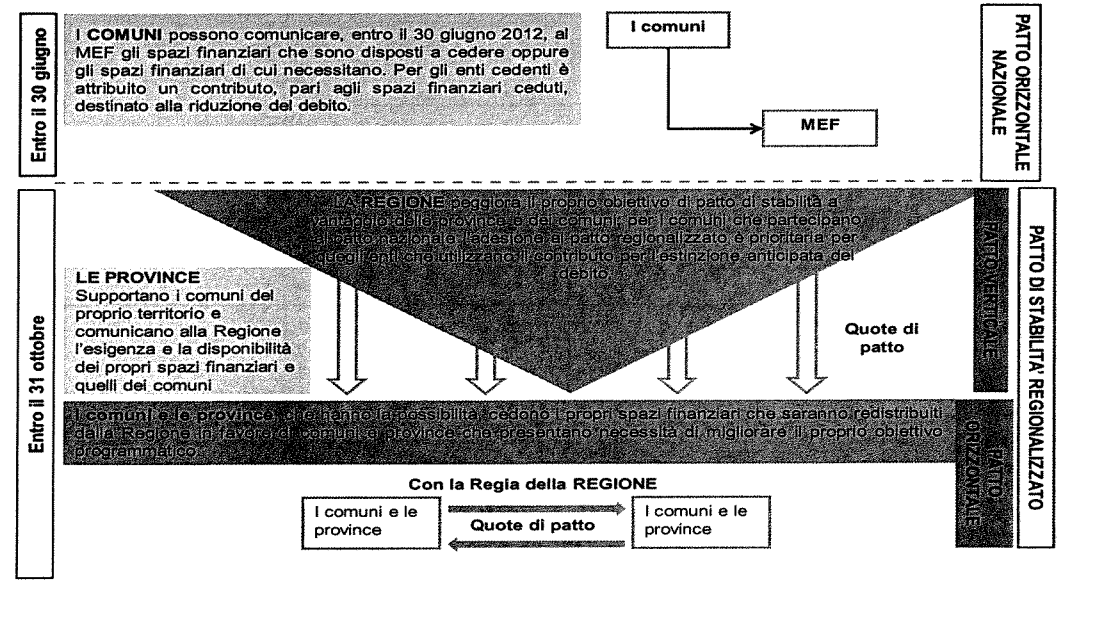 Entro il 30 giugno
I COMUNI possono comunicare, entro il 30 giugno 2012, al
MEF gli spazi finanziari che sono disposti a cedere oppure
gli spazi finanziari di cui necessitano. Per gli enti cedenti è
attribuito un contributo, pari agli spazi finanziari ceduti,
destinato alla riduzione del debito.
I comuni
MEF
PATTO ORIZZONTALE
NAZIONALE
Entro il 31 ottobre
LA REGIONE peggiora il proprio obiettivo di patto di stabilità a
vantaggio delle province e dei comuni; per i comuni che partecipano
al patto nazionale l'adesione al patto regionalizzato è prioritaria per
quegli enti che utilizzano il contributo per l'estinzione anticipata del
debito
LE PROVINCE
Supportano i comuni del
proprio territorio e
comunicano alla Regione
l'esigenza e la disponibilità
dei propri spazi finanziari e
quelli dei comuni
Quote di
patto
PATTO VERTICALE
PATTO DI STABILITA' REGIONALIZZATO
I comuni e le province, che hanno la possibilità, cedono i propri spazi finanziari che saranno redistribuiti
dalla Regione in favore di comuni e province che presentano necessità di migliorare il proprio obiettivo
programmatico
PATTO
ORIZZONTALE
Con la Regia della REGIONE
I comuni e le
province
Quote di patto
I comuni e le
province